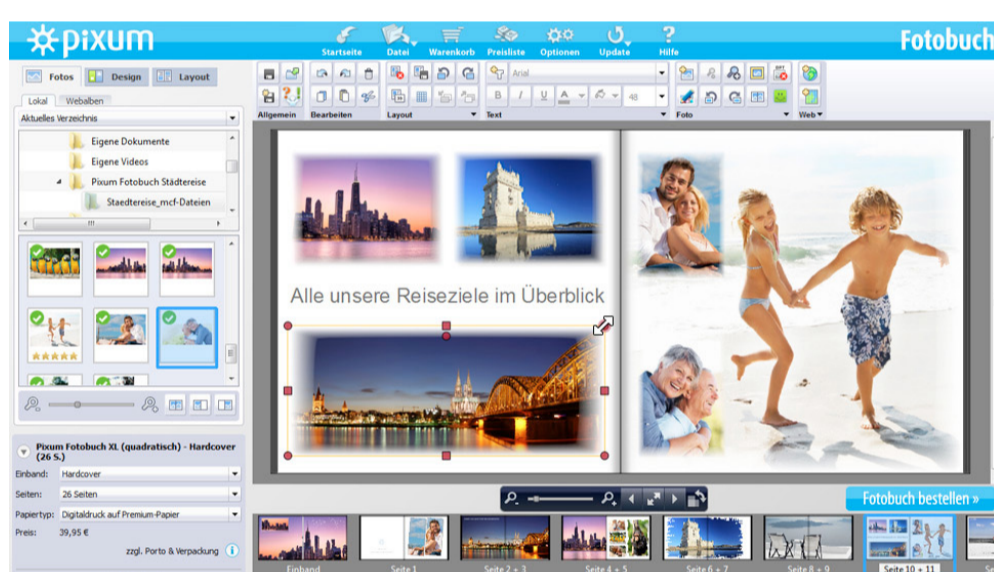 pixum
Startseite
Datei
Warenkorb
Preisliste
Optionen
Update
Hilfe
Fotobuch
Fotos
Design
Layout
Lokal
Webalben
Aktuelles Verzeichnis
Eigene Dokumente
Eigene Videos
Pixum Fotobuch Städtereise
Staedtereise_mcf-Dateien
Arial
B I U A 48
Allgemein
Bearbeiten
Layout
Text
Foto
Web
Alle unsere Reiseziele im Überblick
Pixum Fotobuch XL (quadratisch) - Hardcover
(26 S.)
Einband: Hardcover
Seiten: 26 Seiten
Papiertyp: Digitaldruck auf Premium-Papier
Preis: 39,95 €
zzgl. Porto & Verpackung
Fotobuch bestellen »
Einband
Seite 1
Seite 2 + 3
Seite 4 + 5
Seite 6 + 7
Seite 8 + 9
Seite 10 + 11